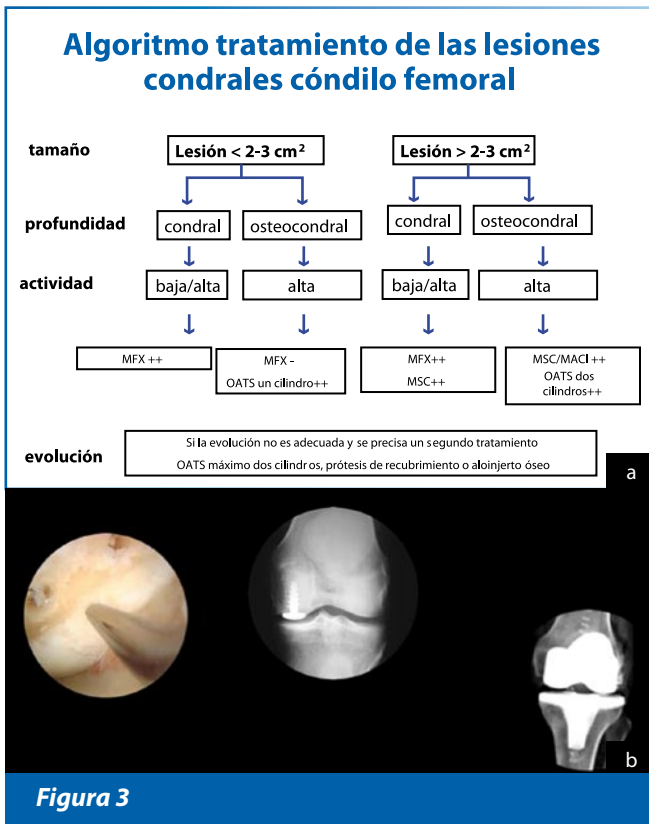 Algoritmo tratamiento de las lesiones
condrales cóndilo femoral
tamaño
Lesión < 2-3 cm²
Lesión > 2-3 cm²
profundidad
condral
osteocondral
condral
osteocondral
actividad
baja/alta
alta
baja/alta
alta
MFX ++
MFX -
OATS un cilindro++
MFX++
MSC++
MSC/MACI ++
OATS dos
cilindros++
evolución
Si la evolución no es adecuada y se precisa un segundo tratamiento
OATS máximo dos cilindros, prótesis de recubrimiento o aloinjerto óseo
a
b
Figura 3